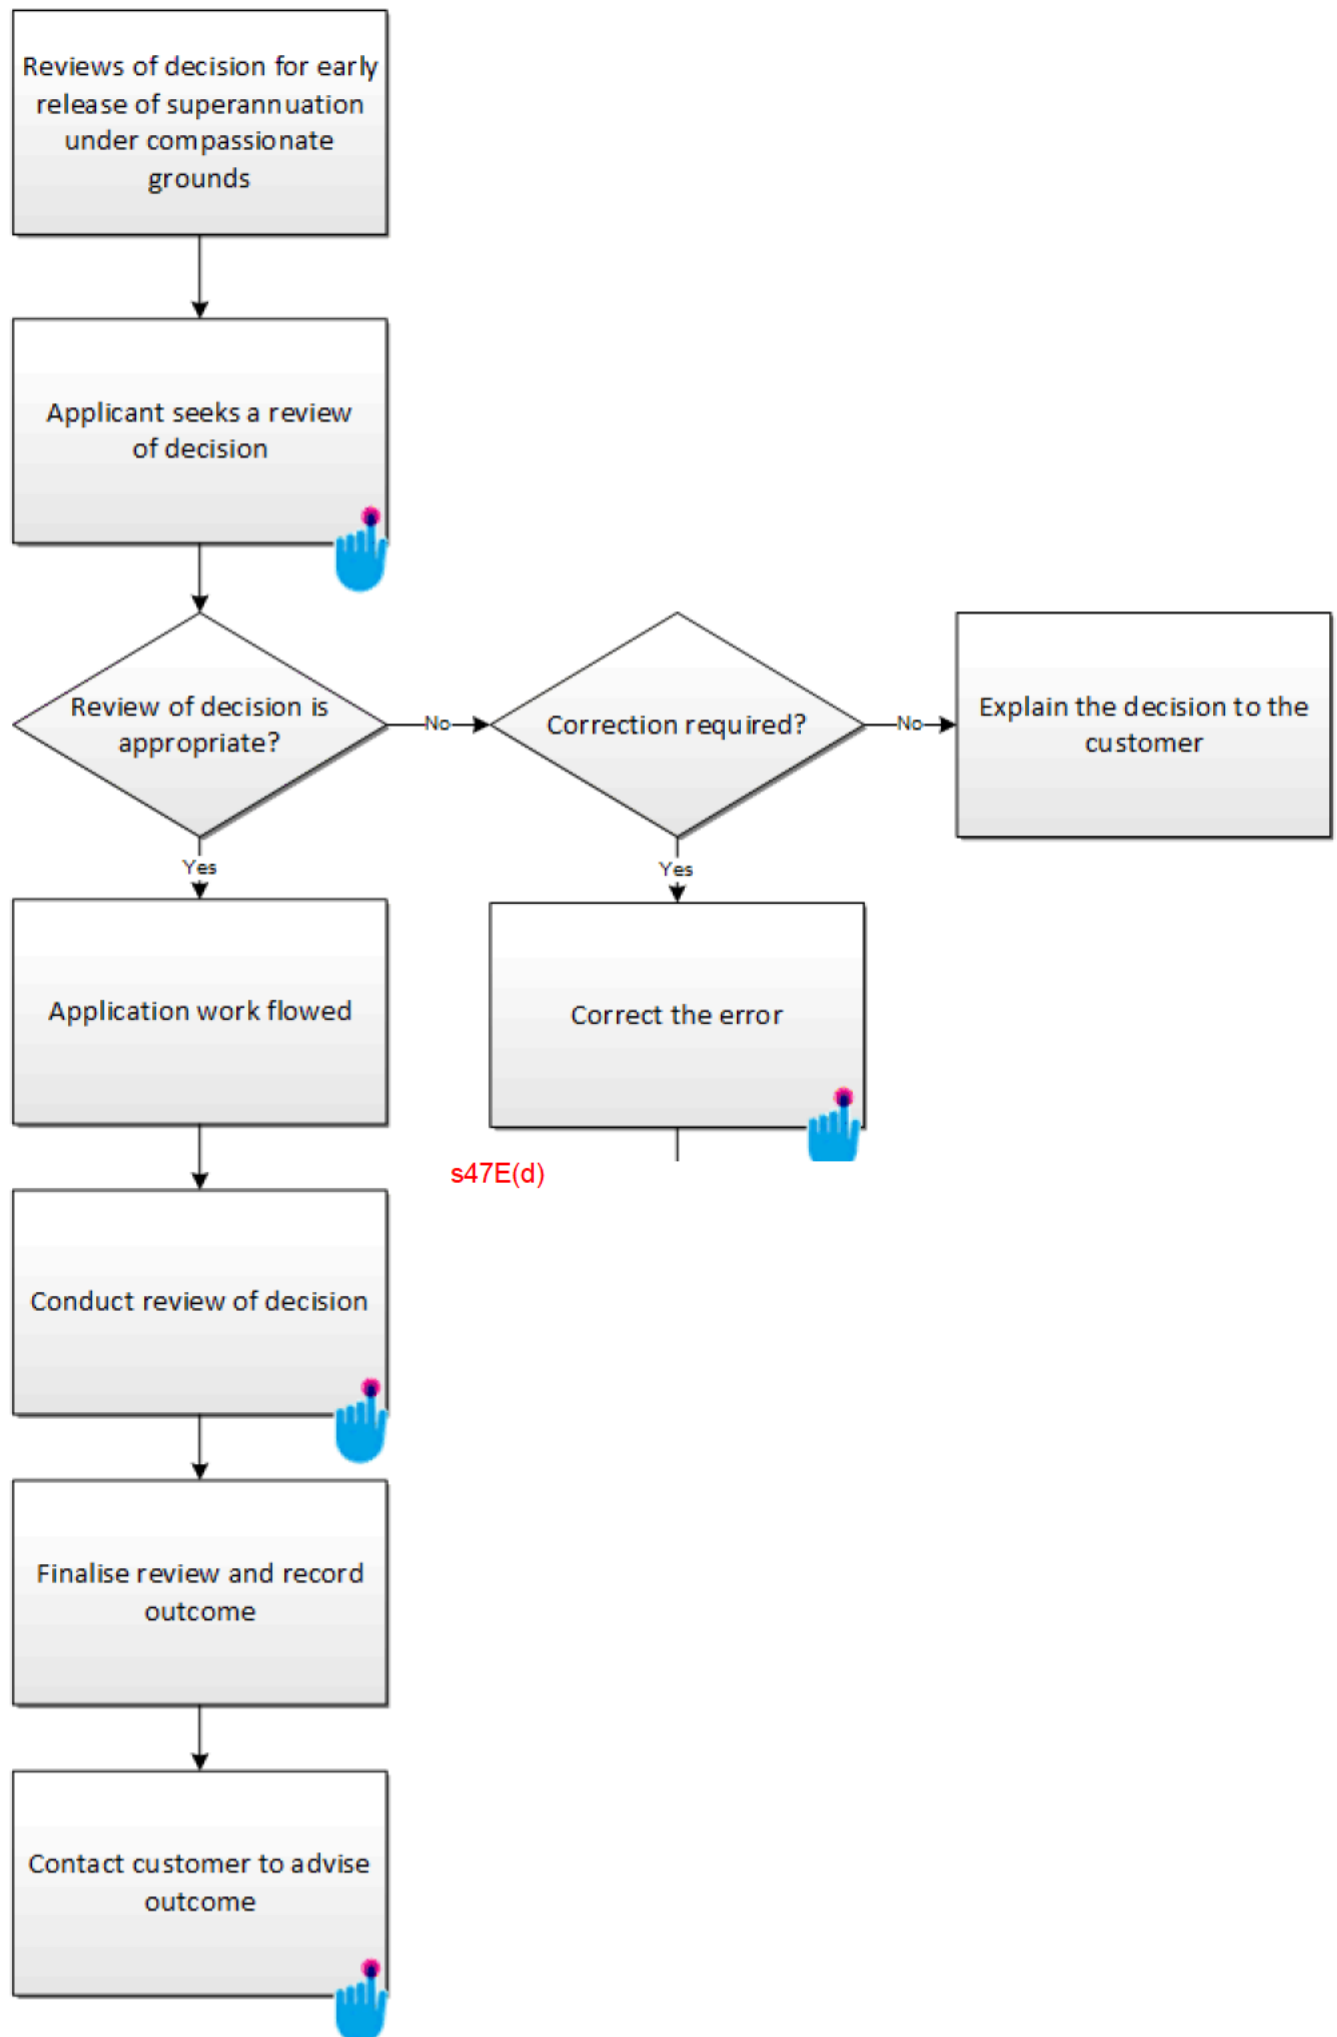 Reviews of decision for early
release of superannuation
under compassionate
grounds
Applicant seeks a review
of decision
Review of decision is
appropriate?
No
Correction required?
No
Explain the decision to the
customer
Yes
Yes
Application work flowed
Correct the error
s47E(d)
Conduct review of decision
Finalise review and record
outcome
Contact customer to advise
outcome